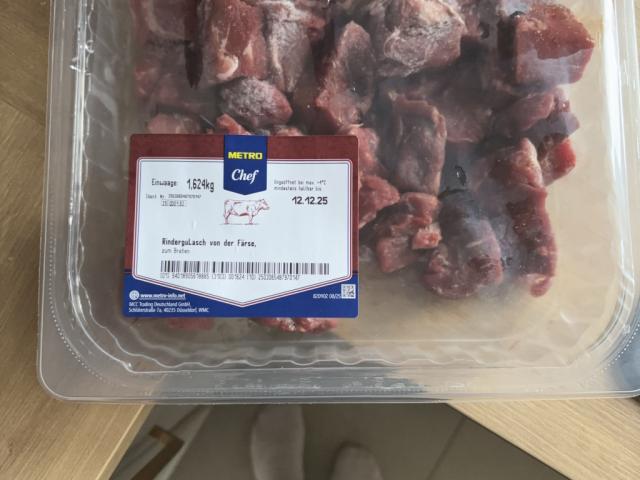 METRO
Chef
Einwaage: 1,624kg
Ungeöffnet bei max. +4°C
mindestens haltbar bis
12.12.25
Rindergulasch von der Färse,
zum Braten
www.metro-info.net
MCC Trading Deutschland GmbH,
Schlüterstraße 7a, 40235 Düsseldorf, WMC